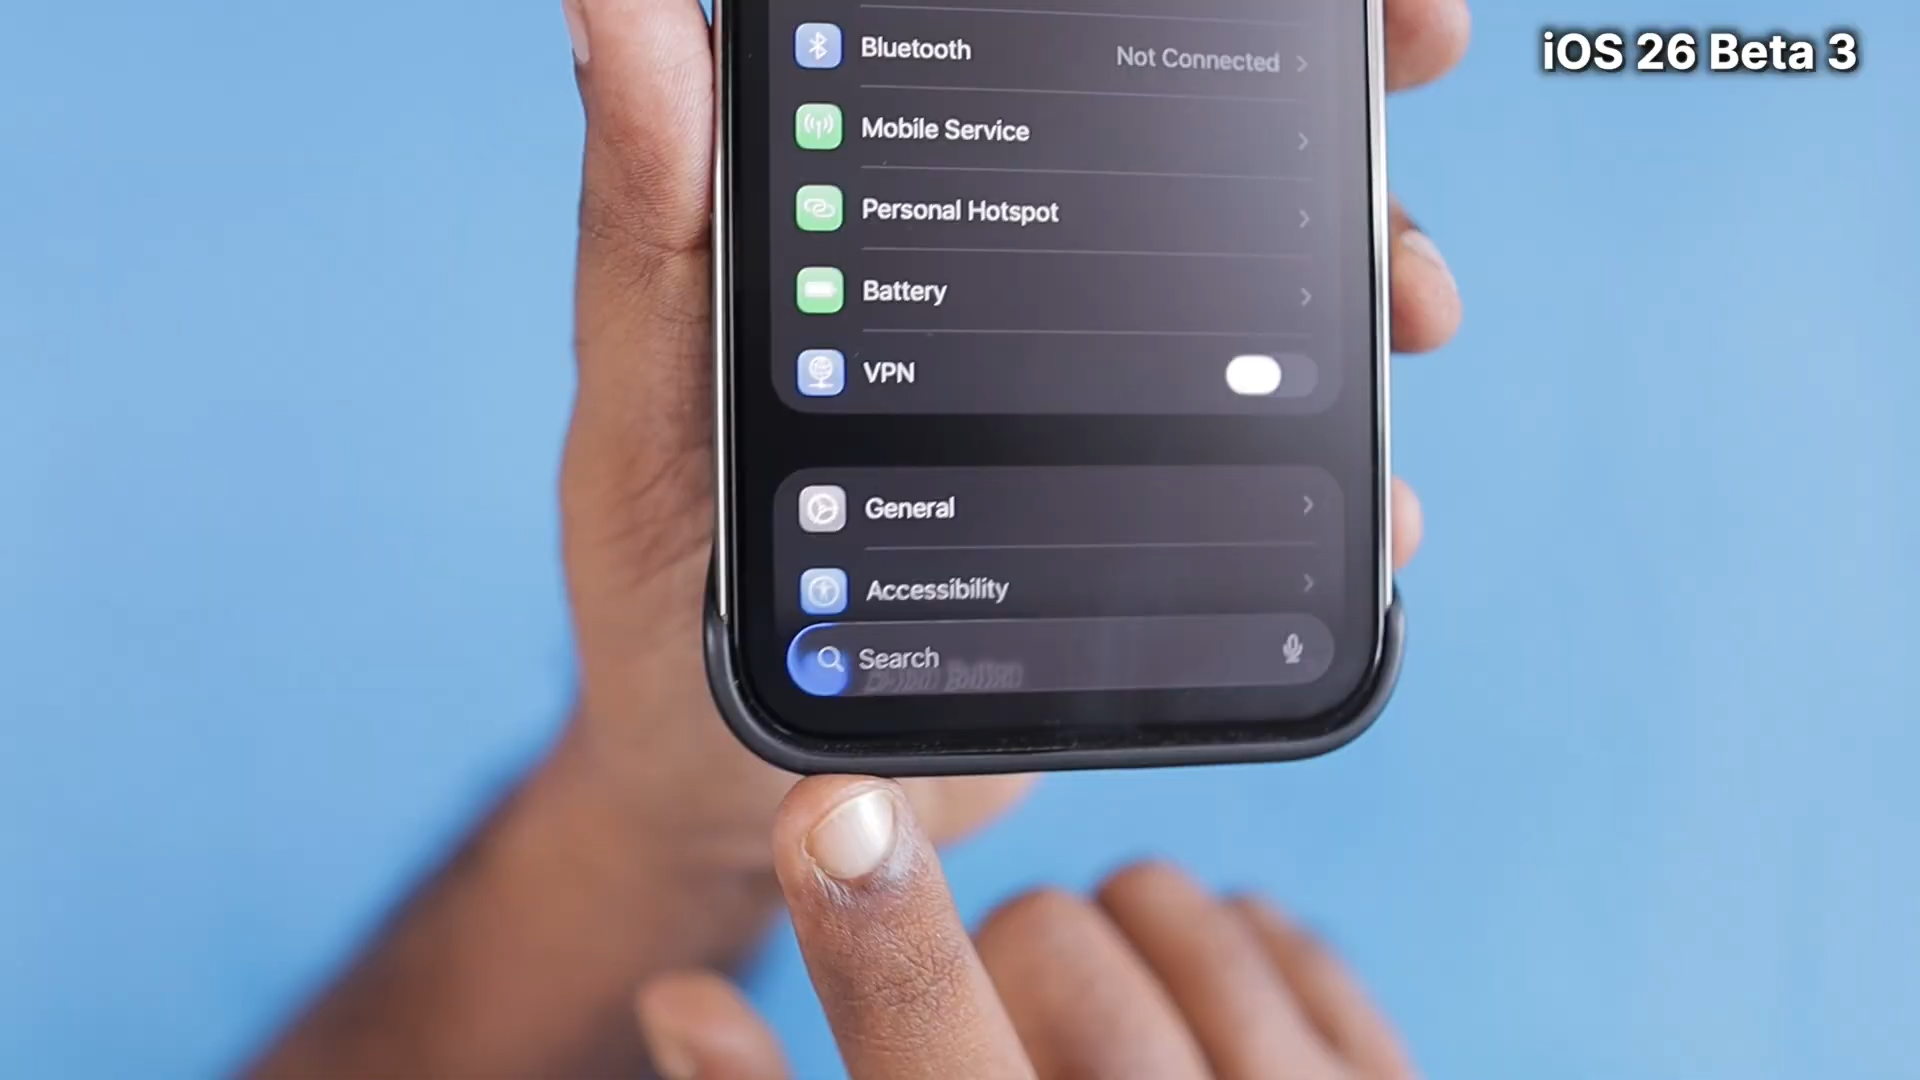 iOS 26 Beta 3
Bluetooth Not Connected
Mobile Service
Personal Hotspot
Battery
VPN
General
Accessibility
Search